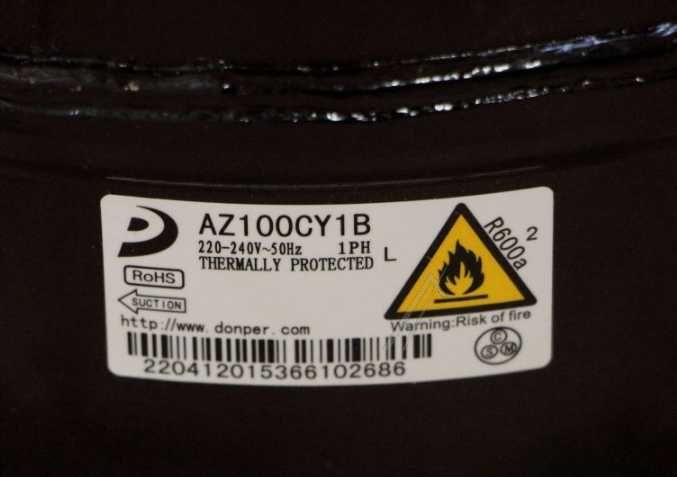 AZ100CY1B
220-240V~50Hz 1PH
THERMALLY PROTECTED L
RoHS
SUCTION
http://www.donper.com
220412015366102686
R600a
2
Warning:Risk of fire
C
S M